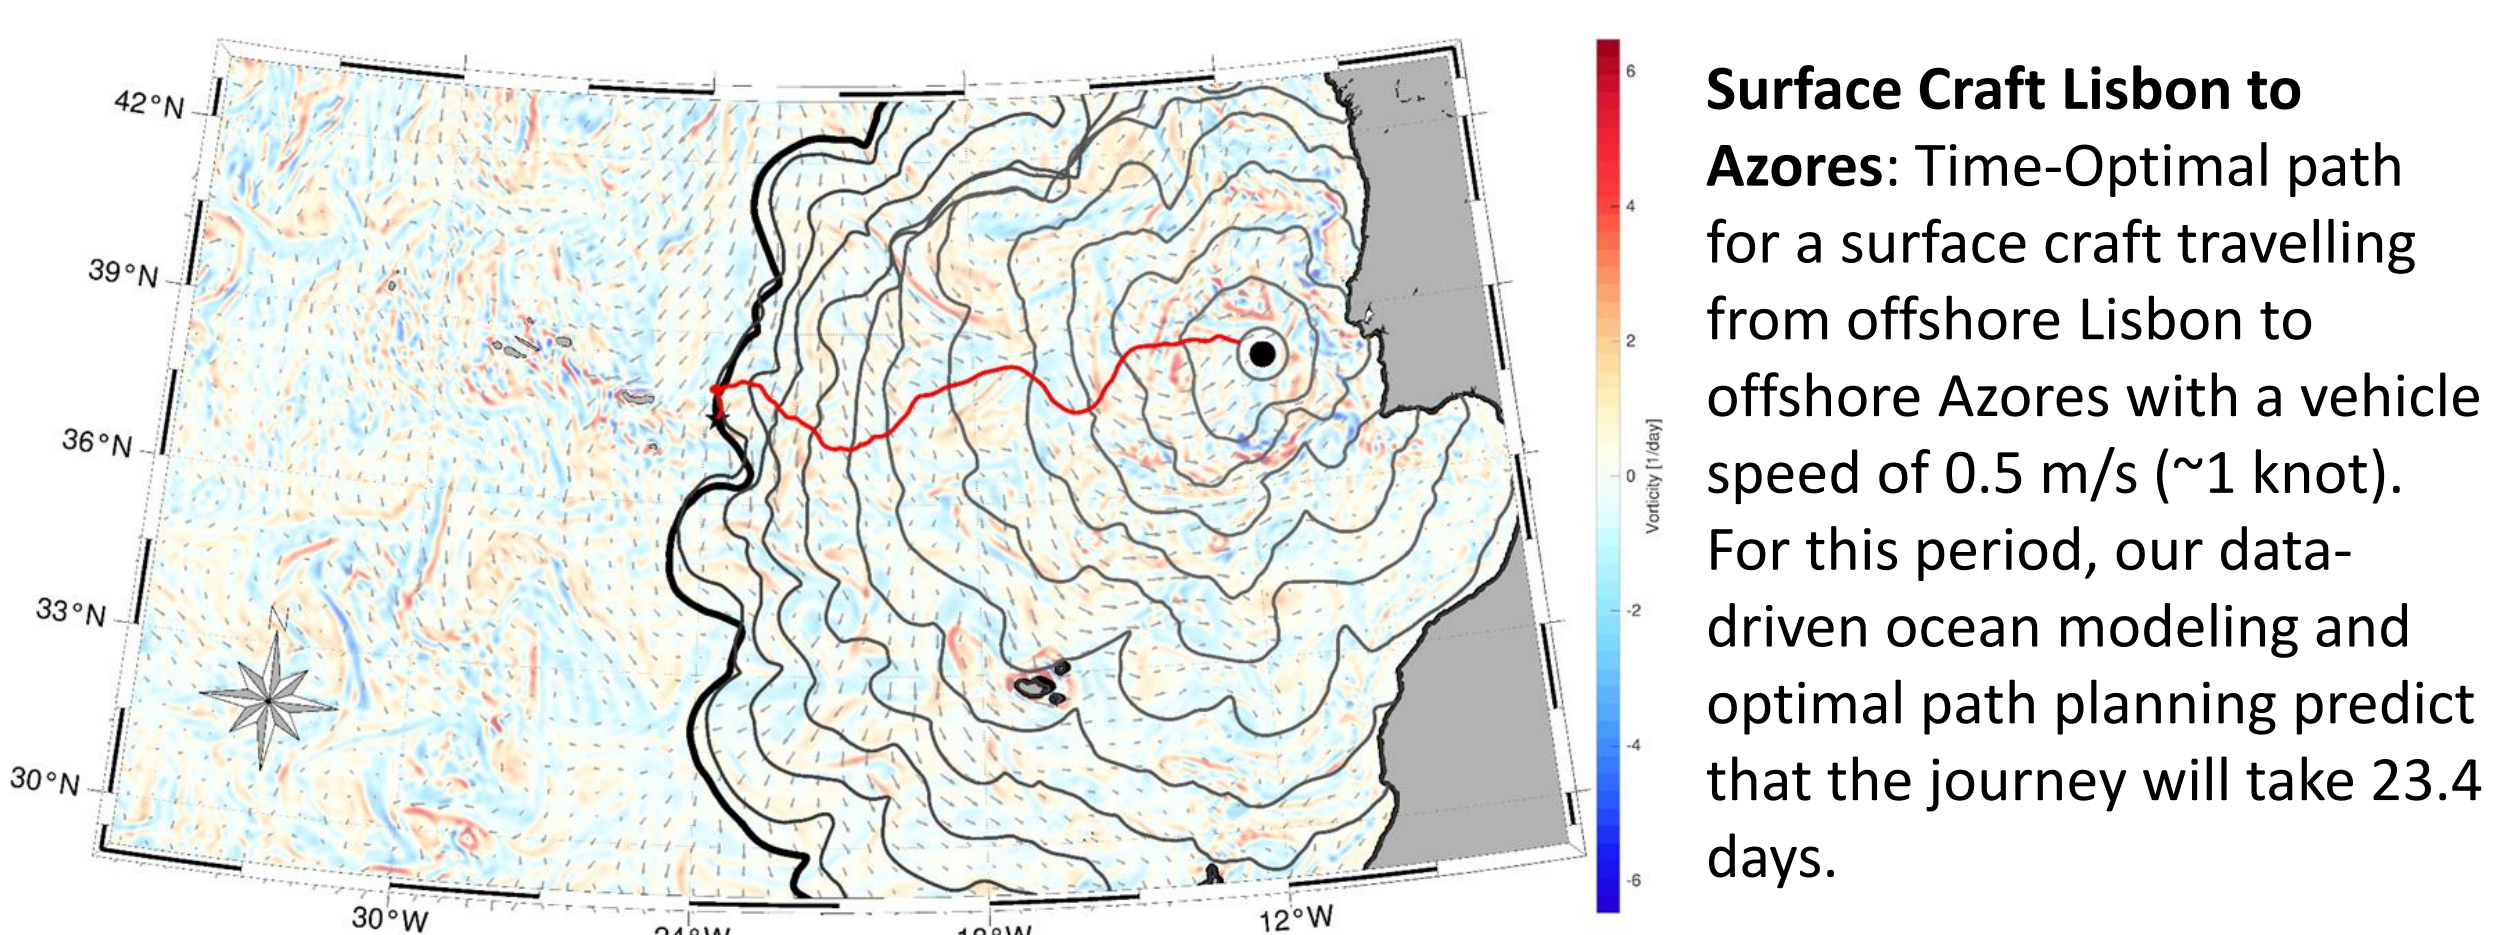 42°N
39°N
36°N
33°N
30°N
N
30°W
24°W
18°W
12°W
6
4
2
0
-2
-4
-6
Vorticity [1/day]
Surface Craft Lisbon to
Azores: Time-Optimal path
for a surface craft travelling
from offshore Lisbon to
offshore Azores with a vehicle
speed of 0.5 m/s (~1 knot).
For this period, our data-
driven ocean modeling and
optimal path planning predict
that the journey will take 23.4
days.